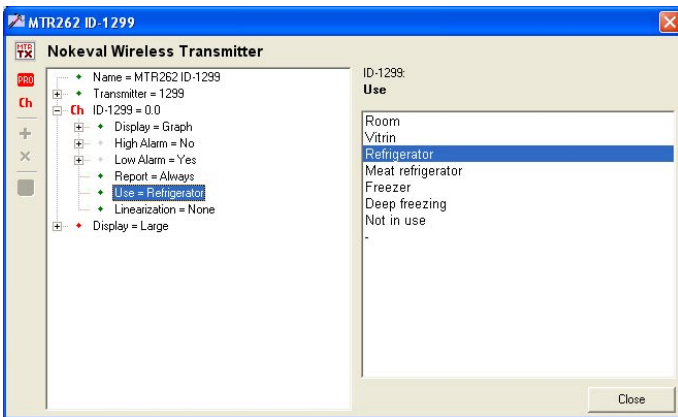 MTR262 ID-1299
MTR
TX
Nokeval Wireless Transmitter
PRO
Ch
Name = MTR262 ID-1299
Transmitter = 1299
Ch ID-1299 = 0.0
Display = Graph
High Alarm = No
Low Alarm = Yes
Report = Always
Use = Refrigerator
Linearization = None
Display = Large
ID-1299:
Use
Room
Vitrin
Refrigerator
Meat refrigerator
Freezer
Deep freezing
Not in use
-
Close